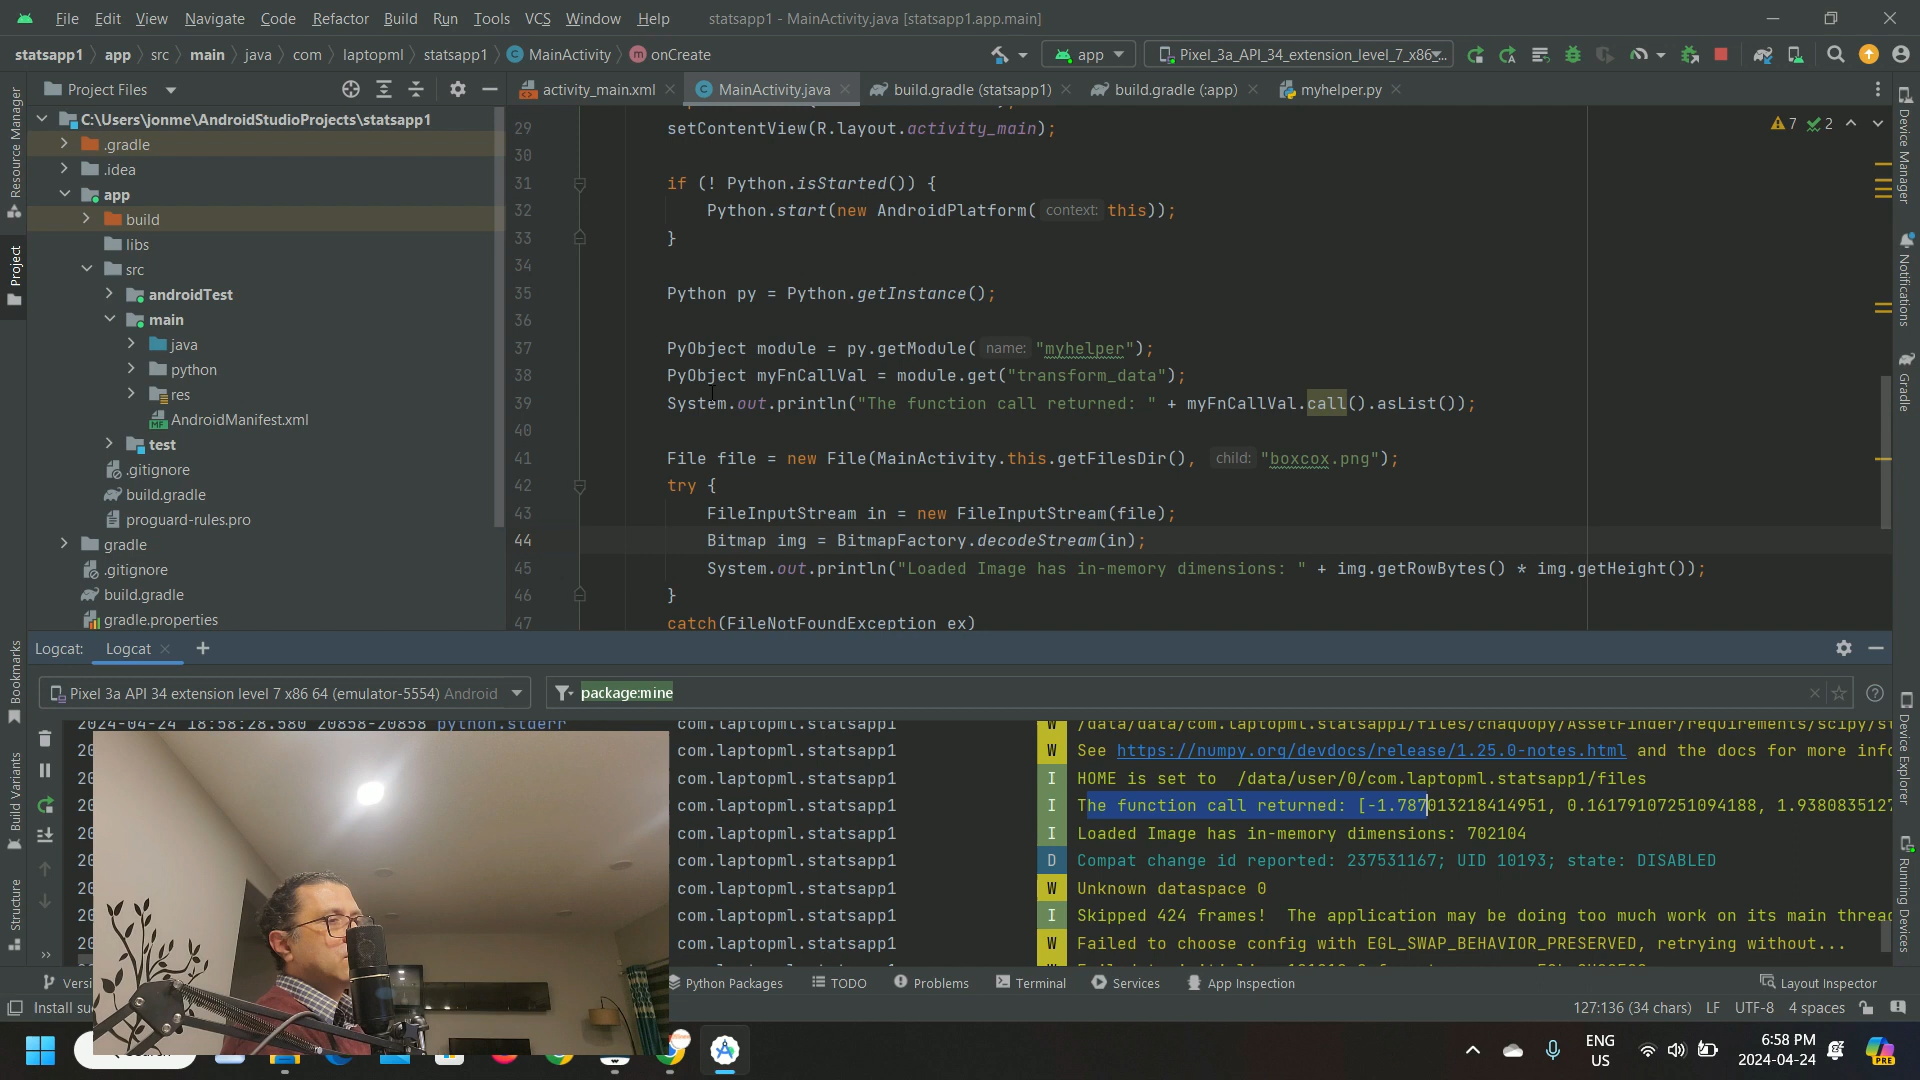 File Edit View Navigate Code Refactor Build Run Tools VCS Window Help statsapp1 - MainActivity.java [statsapp1.app.main]
statsapp1 app src main java com laptopml statsapp1 MainActivity onCreate
app
Pixel_3a_API_34_extension_level_7_x86...
Project Files
activity_main.xml MainActivity.java build.gradle (statsapp1) build.gradle (:app) myhelper.py
Resource Manager
Project
Bookmarks
Build Variants
Structure
C:\Users\jonme\AndroidStudioProjects\statsapp1
.gradle
.idea
app
build
libs
src
androidTest
main
java
python
res
AndroidManifest.xml
test
.gitignore
build.gradle
proguard-rules.pro
gradle
.gitignore
build.gradle
gradle.properties
7 2
29 setContentView(R.layout.activity_main);
30
31 if (! Python.isStarted()) {
32 Python.start(new AndroidPlatform( context: this));
33 }
34
35 Python py = Python.getInstance();
36
37 PyObject module = py.getModule( name: "myhelper");
38 PyObject myFnCallVal = module.get("transform_data");
39 System.out.println("The function call returned: " + myFnCallVal.call().asList());
40
41 File file = new File(MainActivity.this.getFilesDir(), child: "boxcox.png");
42 try {
43 FileInputStream in = new FileInputStream(file);
44 Bitmap img = BitmapFactory.decodeStream(in);
45 System.out.println("Loaded Image has in-memory dimensions: " + img.getRowBytes() * img.getHeight());
46 }
47 catch(FileNotFoundException ex)
Device Manager
Notifications
Gradle
Device Explorer
Running Devices
Logcat: Logcat
Pixel 3a API 34 extension level 7 x86 64 (emulator-5554) Android
package:mine
2024-04-24 18:58:28.580 20858-20858 python.stderr com.laptopml.statsapp1 W /data/data/com.laptopml.statsapp1/files/chaquopy/AssetFinder/requirements/scipy/s
20 com.laptopml.statsapp1 W See https://numpy.org/devdocs/release/1.25.0-notes.html and the docs for more info
20 com.laptopml.statsapp1 I HOME is set to /data/user/0/com.laptopml.statsapp1/files
20 com.laptopml.statsapp1 I The function call returned: [-1.787013218414951, 0.16179107251094188, 1.9380835127
20 com.laptopml.statsapp1 I Loaded Image has in-memory dimensions: 702104
20 com.laptopml.statsapp1 D Compat change id reported: 237531167; UID 10193; state: DISABLED
20 com.laptopml.statsapp1 W Unknown dataspace 0
20 com.laptopml.statsapp1 I Skipped 424 frames! The application may be doing too much work on its main threa
20 com.laptopml.statsapp1 W Failed to choose config with EGL_SWAP_BEHAVIOR_PRESERVED, retrying without...
Versi Python Packages TODO Problems Terminal Services App Inspection Layout Inspector
Install su 127:136 (34 chars) LF UTF-8 4 spaces
ENG
US
6:58 PM
2024-04-24
PRE